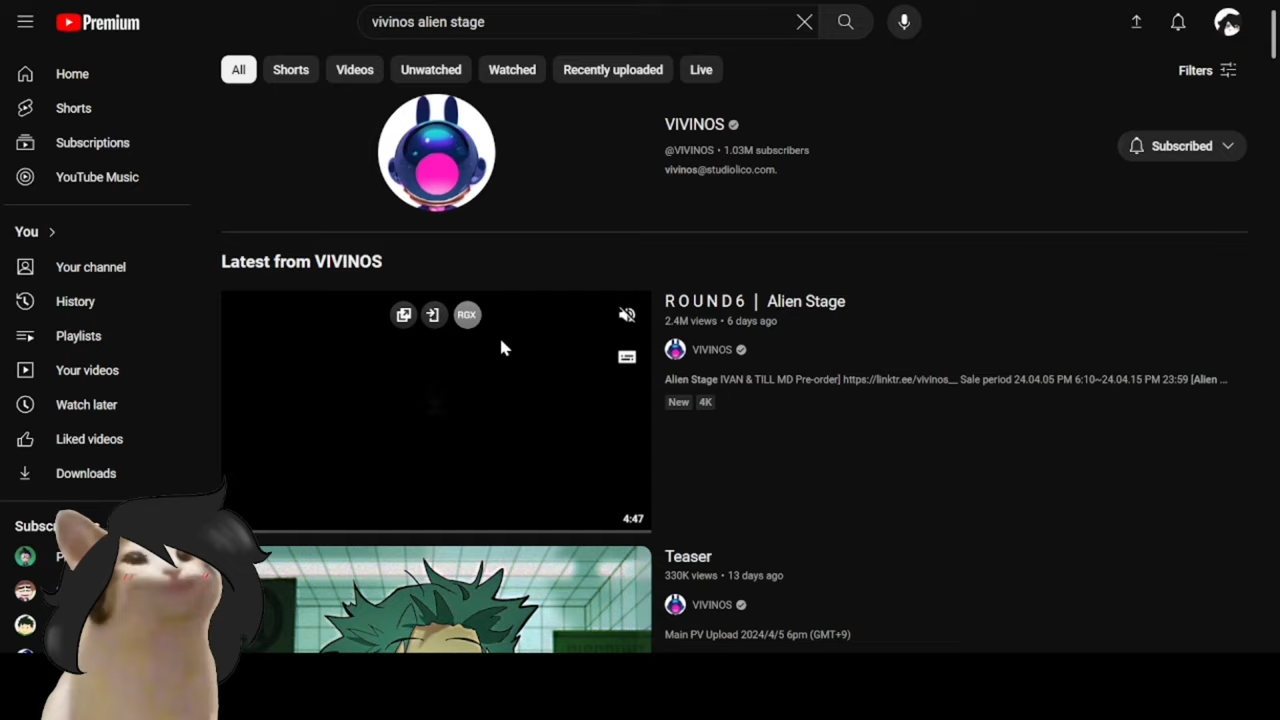 Premium
vivinos alien stage
Home
Shorts
Subscriptions
YouTube Music
You
Your channel
History
Playlists
Your videos
Watch later
Liked videos
Downloads
All
Shorts
Videos
Unwatched
Watched
Recently uploaded
Live
Filters
VIVINOS
@VIVINOS • 1.03M subscribers
vivinos@studiolico.com.
Subscribed
Latest from VIVINOS
RGX
4:47
R O U N D 6 | Alien Stage
2.4M views • 6 days ago
VIVINOS
Alien Stage IVAN & TILL MD Pre-order] https://linktr.ee/vivinos__ Sale period 24.04.05 PM 6:10~24.04.15 PM 23:59 [Alien ...
New 4K
Teaser
330K views • 13 days ago
VIVINOS
Main PV Upload 2024/4/5 6pm (GMT+9)